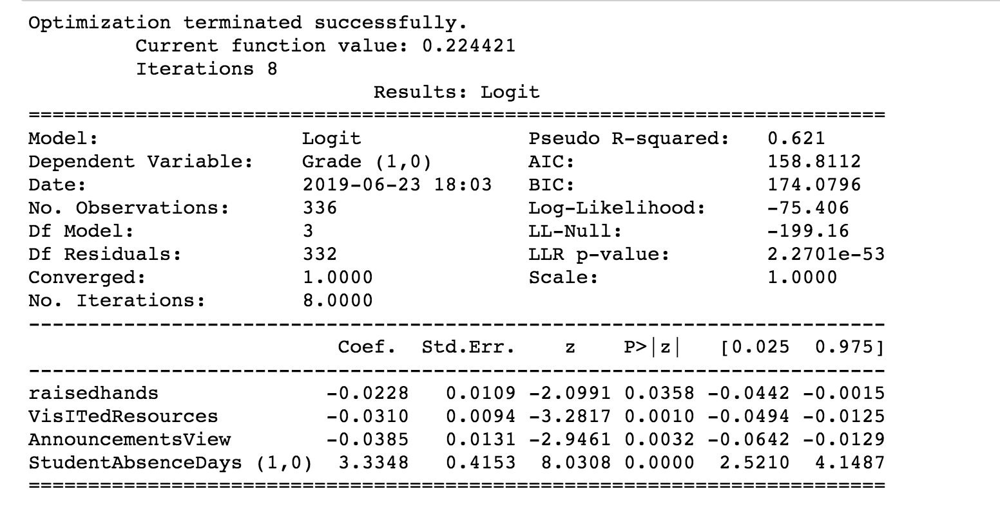 Optimization terminated successfully.
Current function value: 0.224421
Iterations 8
Results: Logit
========================================================================
Model: Logit Pseudo R-squared: 0.621
Dependent Variable: Grade (1,0) AIC: 158.8112
Date: 2019-06-23 18:03 BIC: 174.0796
No. Observations: 336 Log-Likelihood: -75.406
Df Model: 3 LL-Null: -199.16
Df Residuals: 332 LLR p-value: 2.2701e-53
Converged: 1.0000 Scale: 1.0000
No. Iterations: 8.0000
------------------------------------------------------------------------
Coef. Std.Err. z P>|z| [0.025 0.975]
------------------------------------------------------------------------
raisedhands -0.0228 0.0109 -2.0991 0.0358 -0.0442 -0.0015
VisITedResources -0.0310 0.0094 -3.2817 0.0010 -0.0494 -0.0125
AnnouncementsView -0.0385 0.0131 -2.9461 0.0032 -0.0642 -0.0129
StudentAbsenceDays (1,0) 3.3348 0.4153 8.0308 0.0000 2.5210 4.1487
========================================================================